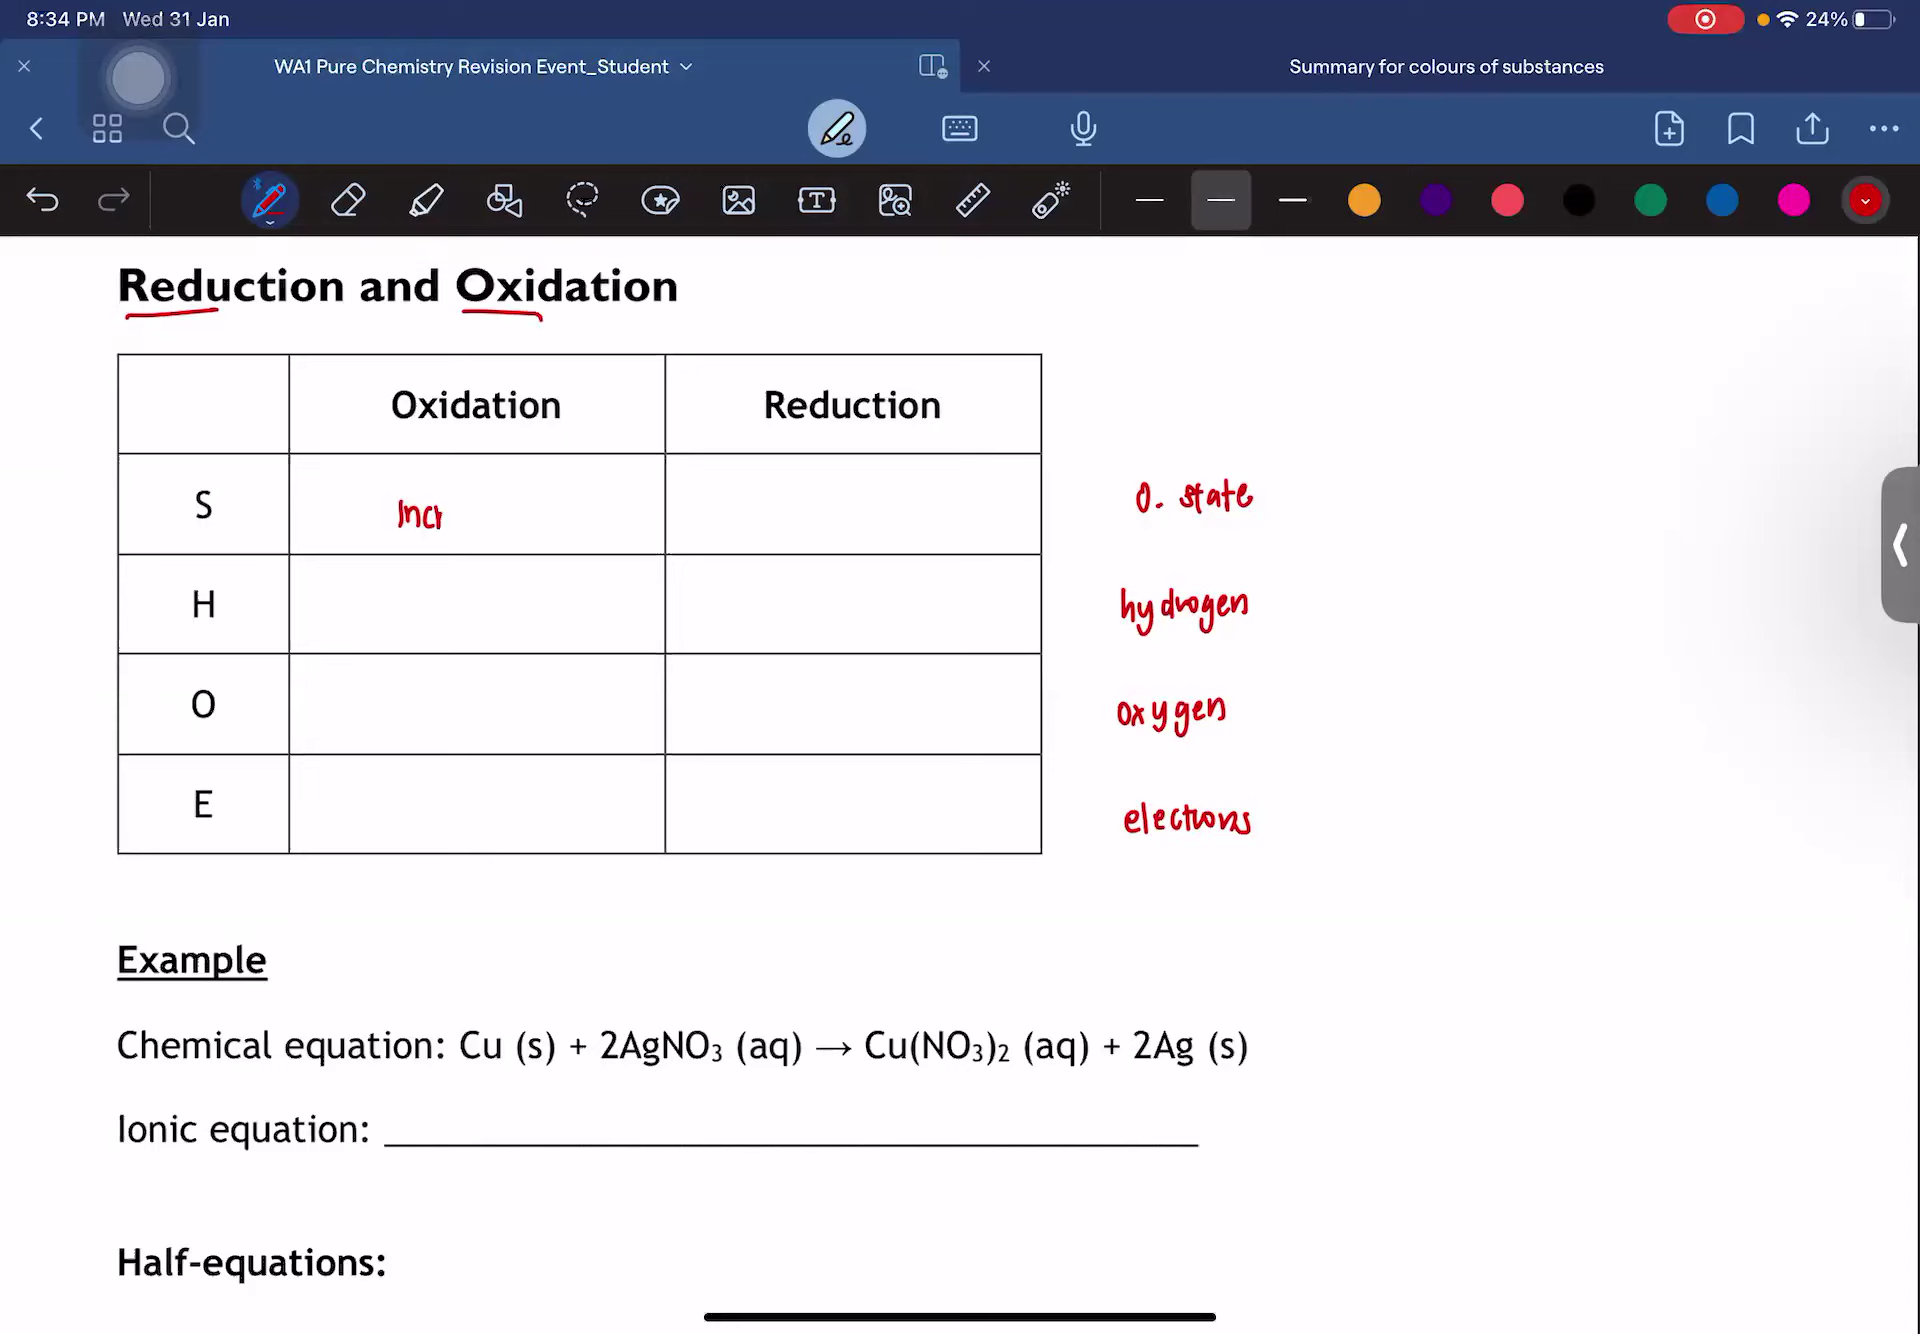 8:34 PM Wed 31 Jan
24%
WA1 Pure Chemistry Revision Event_Student
Summary for colours of substances
Reduction and Oxidation
Oxidation Reduction
S Incr O. state
H hydrogen
O oxygen
E electrons
Example
Chemical equation: Cu (s) + 2AgNO₃ (aq) → Cu(NO₃)₂ (aq) + 2Ag (s)
Ionic equation:
Half-equations: